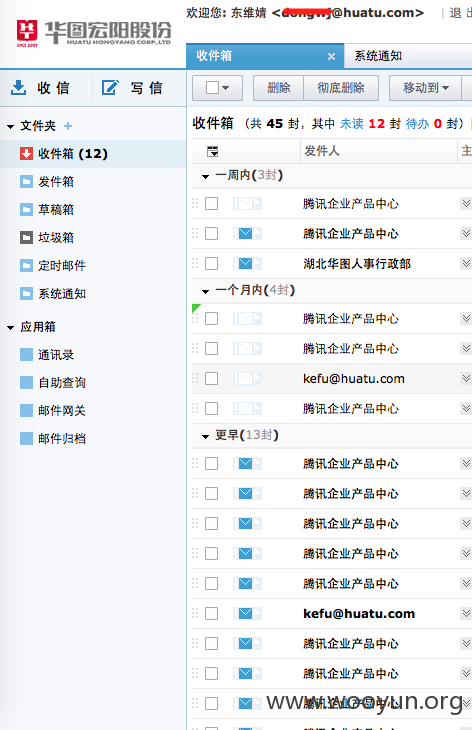 欢迎您: 东维婧 <dongwj@huatu.com> | 退出
华图宏阳股份
SINCE 2001 HUATU HONGYANG CORP.,LTD
收信 写信
收件箱 × 系统通知
删除 彻底删除 移动到
文件夹 +
收件箱 (共 45 封，其中 未读 12 封 待办 0 封)
收件箱 (12)
发件人 主
发件箱
一周内(3封)
草稿箱
腾讯企业产品中心
垃圾箱
腾讯企业产品中心
定时邮件
湖北华图人事行政部
系统通知
一个月内(4封)
应用箱
腾讯企业产品中心
通讯录
腾讯企业产品中心
自助查询
kefu@huatu.com
邮件网关
腾讯企业产品中心
邮件归档
更早(13封)
腾讯企业产品中心
腾讯企业产品中心
腾讯企业产品中心
腾讯企业产品中心
腾讯企业产品中心
kefu@huatu.com
腾讯企业产品中心
腾讯企业产品中心
腾讯企业产品中心
www.wooyun.org